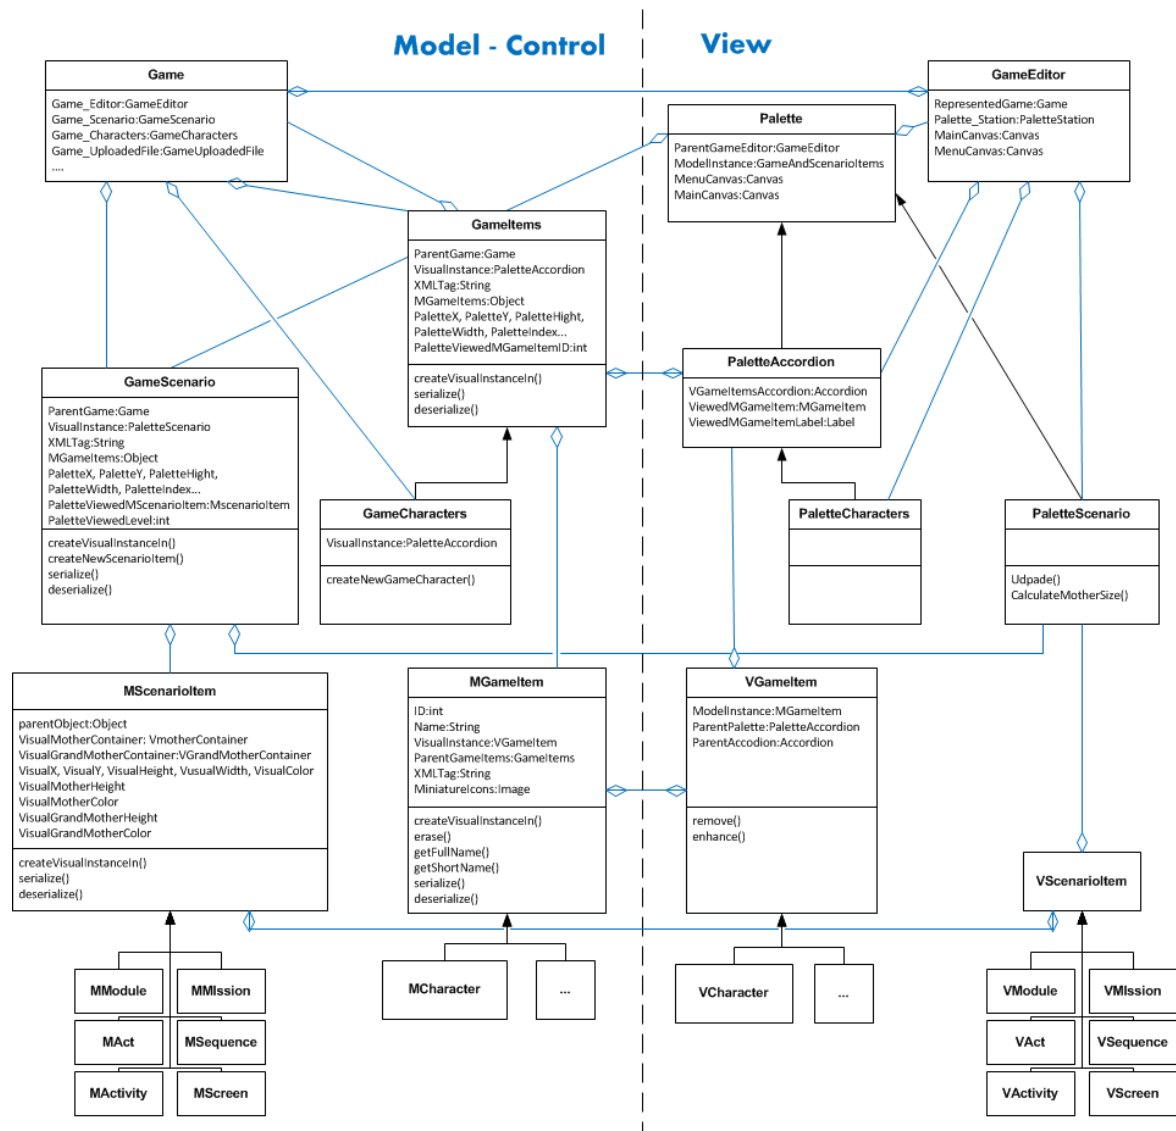 Model - Control
View
Game
Game_Editor:GameEditor
Game_Scenario:GameScenario
Game_Characters:GameCharacters
Game_UploadedFile:GameUploadedFile
....
GameEditor
RepresentedGame:Game
Palette_Station:PaletteStation
MainCanvas:Canvas
MenuCanvas:Canvas
Palette
ParentGameEditor:GameEditor
ModelInstance:GameAndScenarioItems
MenuCanvas:Canvas
MainCanvas:Canvas
GameItems
ParentGame:Game
VisualInstance:PaletteAccordion
XMLTag:String
MGameItems:Object
PaletteX, PaletteY, PaletteHight,
PaletteWidth, PaletteIndex...
PaletteViewedMGameItemID:int
createVisualInstanceIn()
serialize()
deserialize()
PaletteAccordion
VGameItemsAccordion:Accordion
ViewedMGameItem:MGameItem
ViewedMGameItemLabel:Label
GameScenario
ParentGame:Game
VisualInstance:PaletteScenario
XMLTag:String
MGameItems:Object
PaletteX, PaletteY, PaletteHight,
PaletteWidth, PaletteIndex...
PaletteViewedMScenarioItem:MscenarioItem
PaletteViewedLevel:int
createVisualInstanceIn()
createNewScenarioItem()
serialize()
deserialize()
GameCharacters
VisualInstance:PaletteAccordion
createNewGameCharacter()
PaletteCharacters
PaletteScenario
Udpade()
CalculateMotherSize()
MScenarioItem
parentObject:Object
VisualMotherContainer: VmotherContainer
VisualGrandMotherContainer:VGrandMotherContainer
VisualX, VisualY, VisualHeight, VusualWidth, VisualColor
VisualMotherHeight
VisualMotherColor
VisualGrandMotherHeight
VisualGrandMotherColor
createVisualInstanceIn()
serialize()
deserialize()
MGameItem
ID:int
Name:String
VisualInstance:VGameItem
ParentGameItems:GameItems
XMLTag:String
MiniatureIcons:Image
createVisualInstanceIn()
erase()
getFullName()
getShortName()
serialize()
deserialize()
VGameItem
ModelInstance:MGameItem
ParentPalette:PaletteAccordion
ParentAccodion:Accordion
remove()
enhance()
VScenarioItem
MModule
MMIssion
MAct
MSequence
MActivity
MScreen
MCharacter
...
VCharacter
...
VModule
VMIssion
VAct
VSequence
VActivity
VScreen